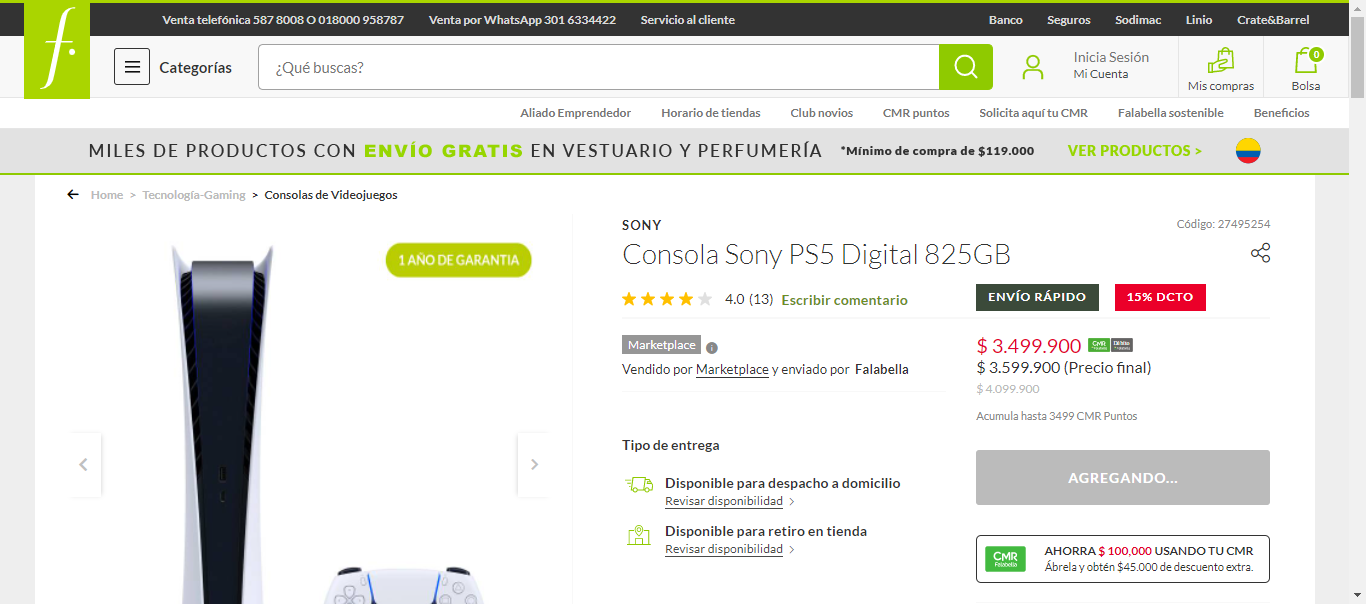 Venta telefónica 587 8008 O 018000 958787 Venta por WhatsApp 301 6334422 Servicio al cliente Banco Seguros Sodimac Linio Crate&Barrel
f.
Categorías ¿Qué buscas? Inicia Sesión
Mi Cuenta
Mis compras
0
Bolsa
Aliado Emprendedor Horario de tiendas Club novios CMR puntos Solicita aquí tu CMR Falabella sostenible Beneficios
MILES DE PRODUCTOS CON ENVÍO GRATIS EN VESTUARIO Y PERFUMERÍA *Mínimo de compra de $119.000 VER PRODUCTOS >
Home > Tecnología-Gaming > Consolas de Videojuegos
1 AÑO DE GARANTIA
SONY
Código: 27495254
Consola Sony PS5 Digital 825GB
4.0 (13) Escribir comentario
ENVÍO RÁPIDO 15% DCTO
Marketplace
Vendido por Marketplace y enviado por Falabella
$ 3.499.900 CMR
$ 3.599.900 (Precio final)
$ 4.099.900
Acumula hasta 3499 CMR Puntos
Tipo de entrega
Disponible para despacho a domicilio
Revisar disponibilidad >
Disponible para retiro en tienda
Revisar disponibilidad >
AGREGANDO...
CMR
Falabella
AHORRA $ 100,000 USANDO TU CMR
Ábrela y obtén $45.000 de descuento extra.